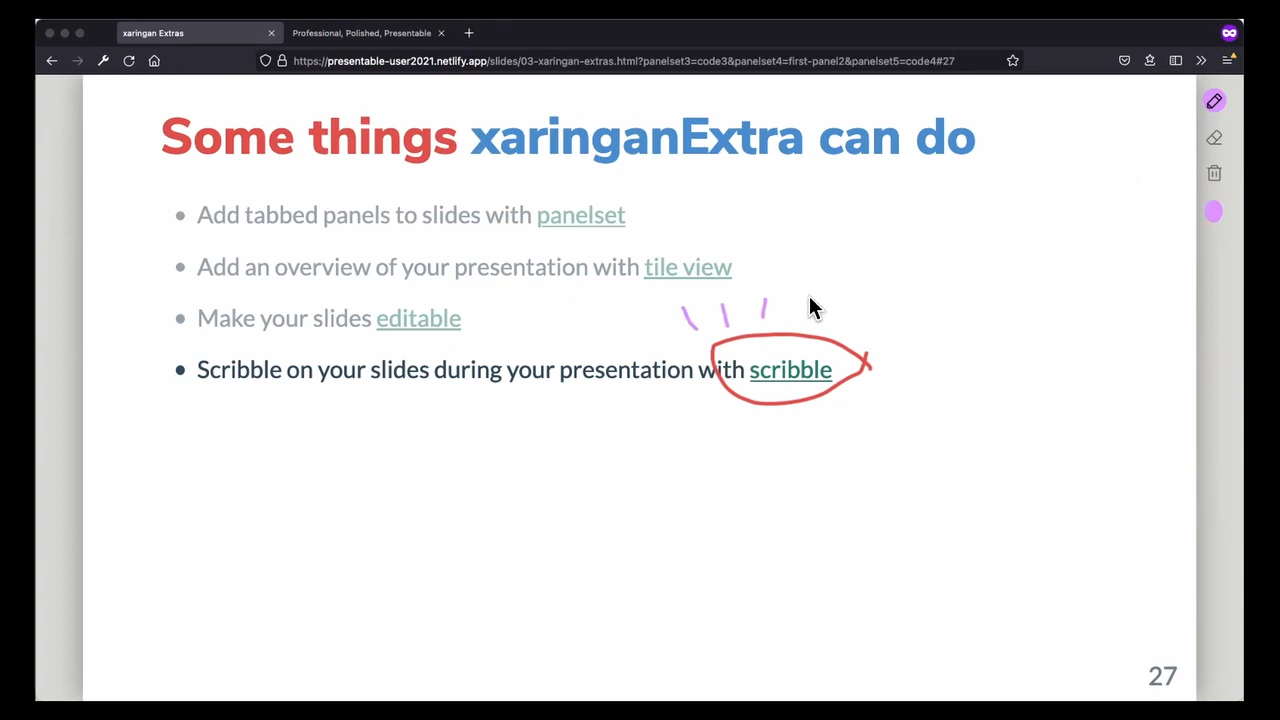 xaringan Extras
Professional, Polished, Presentable
https://presentable-user2021.netlify.app/slides/03-xaringan-extras.html?panelset3=code3&panelset4=first-panel2&panelset5=code4#27
Some things xaringanExtra can do
• Add tabbed panels to slides with panelset
• Add an overview of your presentation with tile view
• Make your slides editable
• Scribble on your slides during your presentation with scribble
27